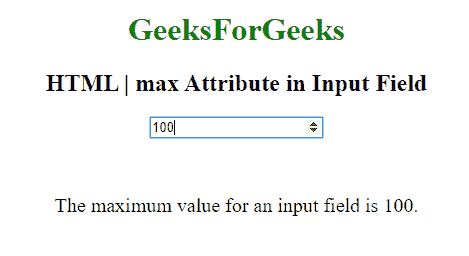 GeeksForGeeks
HTML | max Attribute in Input Field
100
The maximum value for an input field is 100.